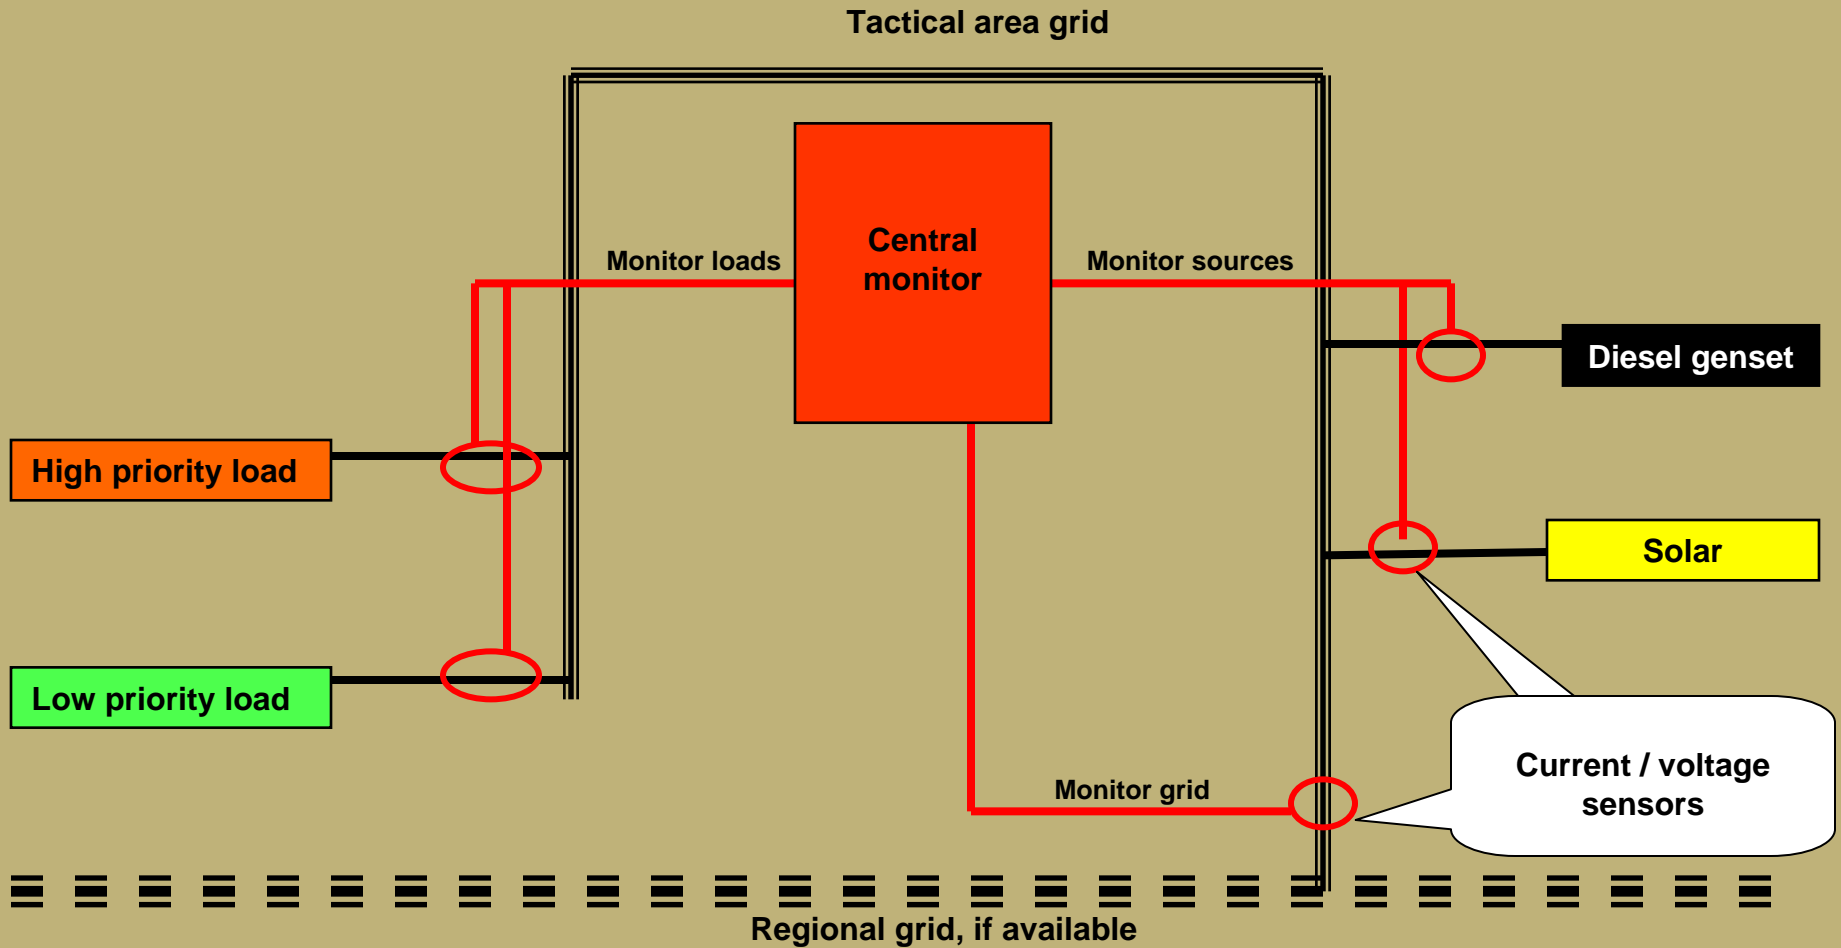 Tactical area grid
Central
monitor
Monitor loads
Monitor sources
Diesel genset
High priority load
Solar
Low priority load
Current / voltage
sensors
Monitor grid
Regional grid, if available